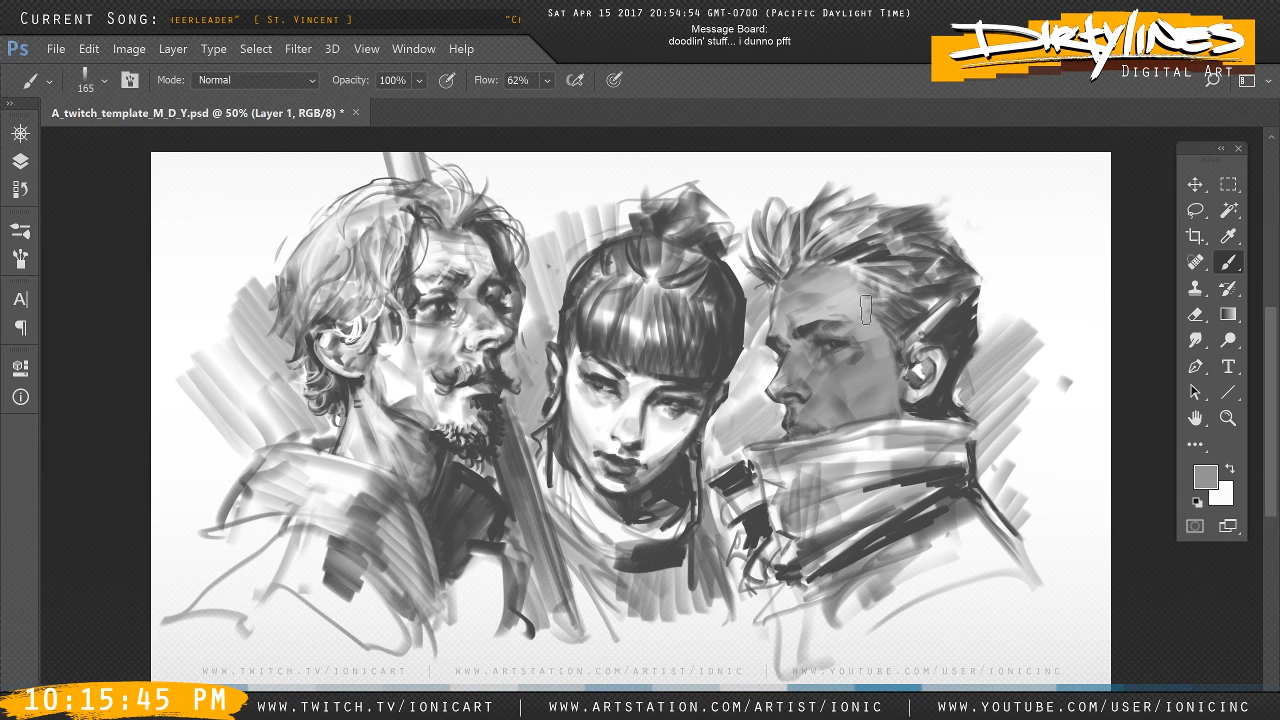 Current Song: HEERLEADER" [ St. Vincent ]
Sat Apr 15 2017 20:54:54 GMT-0700 (Pacific Daylight Time)
Message Board:
doodlin' stuff... i dunno pfft
Dirtylines
Digital Art
Ps File Edit Image Layer Type Select Filter 3D View Window Help
165 Mode: Normal Opacity: 100% Flow: 62%
A_twitch_template_M_D_Y.psd @ 50% (Layer 1, RGB/8) * ×
www.twitch.tv/ionicart | www.artstation.com/artist/ionic | www.youtube.com/user/ionicinc
10:15:45 PM www.twitch.tv/ionicart | www.artstation.com/artist/ionic | www.youtube.com/user/ionicinc